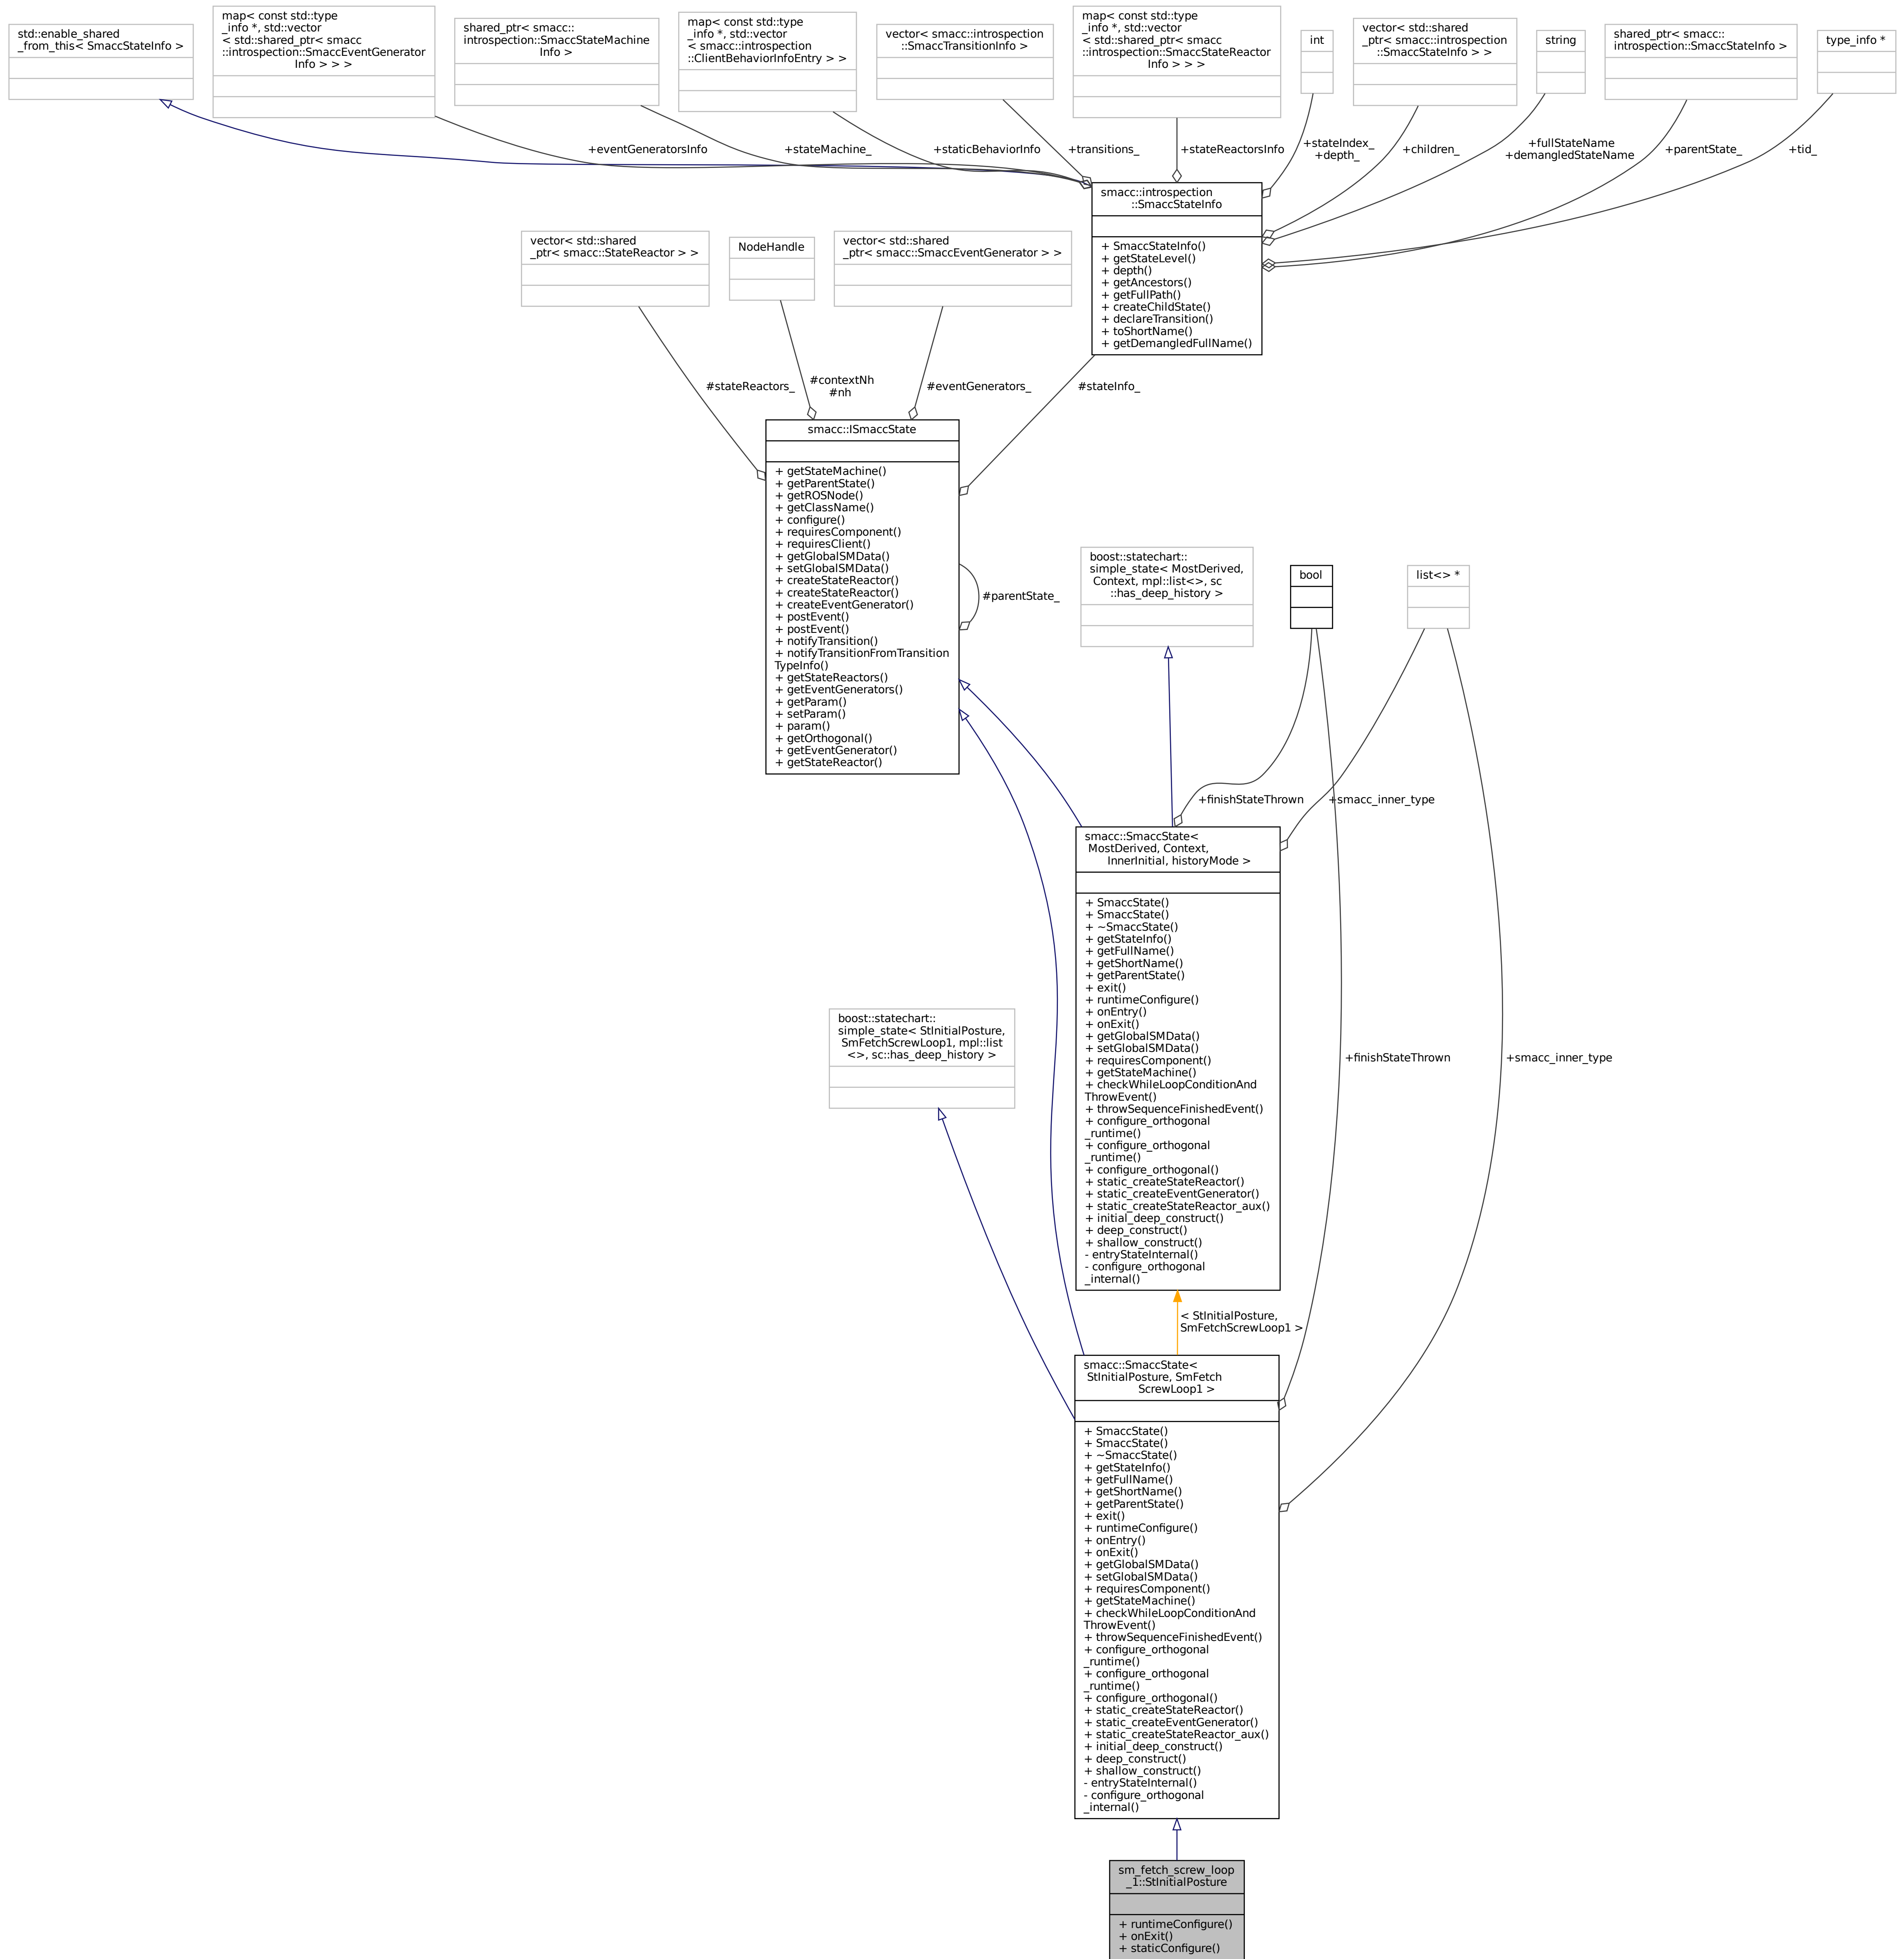 std::enable_shared
_from_this< SmaccStateInfo >
map< const std::type
_info *, std::vector
< std::shared_ptr< smacc
::introspection::SmaccEventGenerator
Info > > >
shared_ptr< smacc::
introspection::SmaccStateMachine
Info >
map< const std::type
_info *, std::vector
< smacc::introspection
::ClientBehaviorInfoEntry > >
vector< smacc::introspection
::SmaccTransitionInfo >
map< const std::type
_info *, std::vector
< std::shared_ptr< smacc
::introspection::SmaccStateReactor
Info > > >
int
vector< std::shared
_ptr< smacc::introspection
::SmaccStateInfo > >
string
shared_ptr< smacc::
introspection::SmaccStateInfo >
type_info *
+eventGeneratorsInfo
+stateMachine_
+staticBehaviorInfo
+transitions_
+stateReactorsInfo
+stateIndex_
+depth_
+children_
+fullStateName
+demangledStateName
+parentState_
+tid_
smacc::introspection
::SmaccStateInfo
+ SmaccStateInfo()
+ getStateLevel()
+ depth()
+ getAncestors()
+ getFullPath()
+ createChildState()
+ declareTransition()
+ toShortName()
+ getDemangledFullName()
vector< std::shared
_ptr< smacc::StateReactor > >
NodeHandle
vector< std::shared
_ptr< smacc::SmaccEventGenerator > >
#stateReactors_
#contextNh
#nh
#eventGenerators_
#stateInfo_
smacc::ISmaccState
+ getStateMachine()
+ getParentState()
+ getROSNode()
+ getClassName()
+ configure()
+ requiresComponent()
+ requiresClient()
+ getGlobalSMData()
+ setGlobalSMData()
+ createStateReactor()
+ createStateReactor()
+ createEventGenerator()
+ postEvent()
+ postEvent()
+ notifyTransition()
+ notifyTransitionFromTransition
TypeInfo()
+ getStateReactors()
+ getEventGenerators()
+ getParam()
+ setParam()
+ param()
+ getOrthogonal()
+ getEventGenerator()
+ getStateReactor()
#parentState_
boost::statechart::
simple_state< MostDerived,
Context, mpl::list<>, sc
::has_deep_history >
bool
list<> *
+finishStateThrown
+smacc_inner_type
smacc::SmaccState<
MostDerived, Context,
InnerInitial, historyMode >
+ SmaccState()
+ SmaccState()
+ ~SmaccState()
+ getStateInfo()
+ getFullName()
+ getShortName()
+ getParentState()
+ exit()
+ runtimeConfigure()
+ onEntry()
+ onExit()
+ getGlobalSMData()
+ setGlobalSMData()
+ requiresComponent()
+ getStateMachine()
+ checkWhileLoopConditionAnd
ThrowEvent()
+ throwSequenceFinishedEvent()
+ configure_orthogonal
_runtime()
+ configure_orthogonal
_runtime()
+ configure_orthogonal()
+ static_createStateReactor()
+ static_createEventGenerator()
+ static_createStateReactor_aux()
+ initial_deep_construct()
+ deep_construct()
+ shallow_construct()
- entryStateInternal()
- configure_orthogonal
_internal()
boost::statechart::
simple_state< StInitialPosture,
SmFetchScrewLoop1, mpl::list
<>, sc::has_deep_history >
+finishStateThrown
+smacc_inner_type
< StInitialPosture,
SmFetchScrewLoop1 >
smacc::SmaccState<
StInitialPosture, SmFetch
ScrewLoop1 >
+ SmaccState()
+ SmaccState()
+ ~SmaccState()
+ getStateInfo()
+ getFullName()
+ getShortName()
+ getParentState()
+ exit()
+ runtimeConfigure()
+ onEntry()
+ onExit()
+ getGlobalSMData()
+ setGlobalSMData()
+ requiresComponent()
+ getStateMachine()
+ checkWhileLoopConditionAnd
ThrowEvent()
+ throwSequenceFinishedEvent()
+ configure_orthogonal
_runtime()
+ configure_orthogonal
_runtime()
+ configure_orthogonal()
+ static_createStateReactor()
+ static_createEventGenerator()
+ static_createStateReactor_aux()
+ initial_deep_construct()
+ deep_construct()
+ shallow_construct()
- entryStateInternal()
- configure_orthogonal
_internal()
sm_fetch_screw_loop
_1::StInitialPosture
+ runtimeConfigure()
+ onExit()
+ staticConfigure()